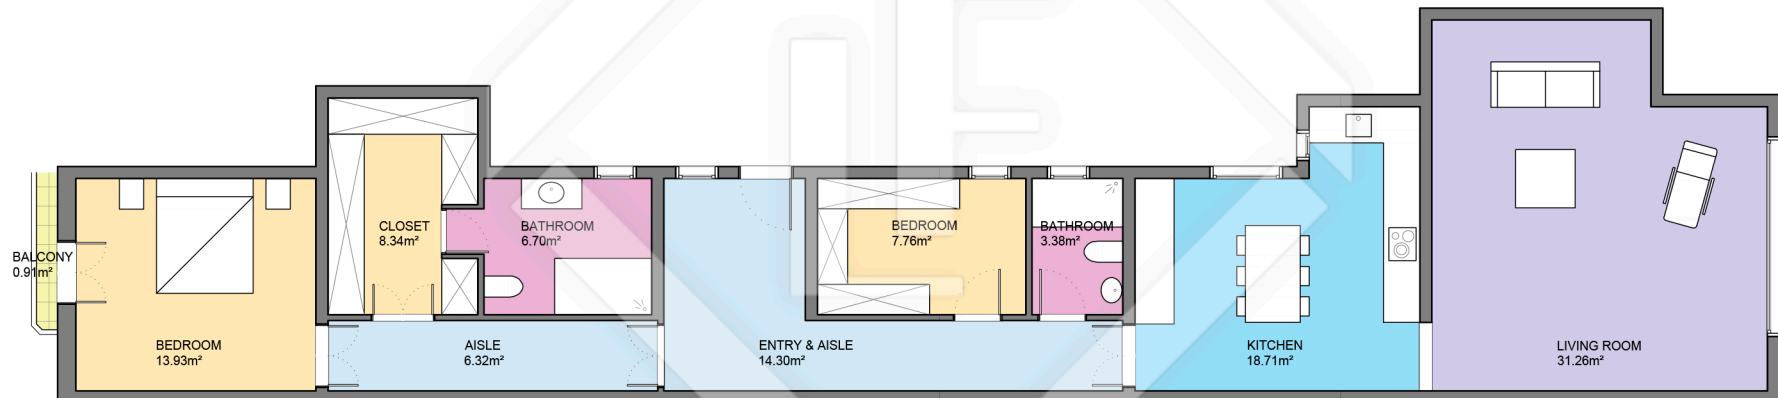 BALCONY
0.91m²
BEDROOM
13.93m²
CLOSET
8.34m²
AISLE
6.32m²
BATHROOM
6.70m²
ENTRY & AISLE
14.30m²
BEDROOM
7.76m²
BATHROOM
3.38m²
KITCHEN
18.71m²
LIVING ROOM
31.26m²